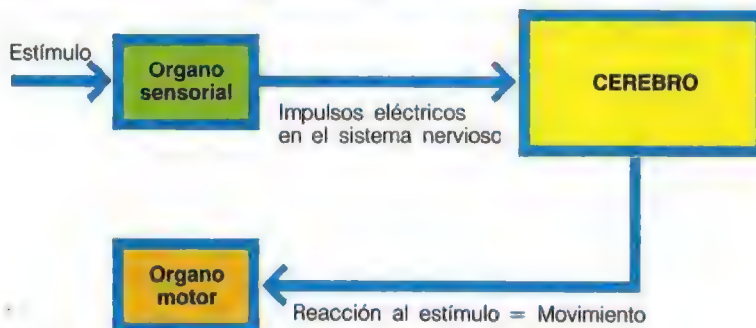 Estímulo
Organo
sensorial
Impulsos eléctricos
en el sistema nervioso
CEREBRO
Organo
motor
Reacción al estímulo = Movimiento